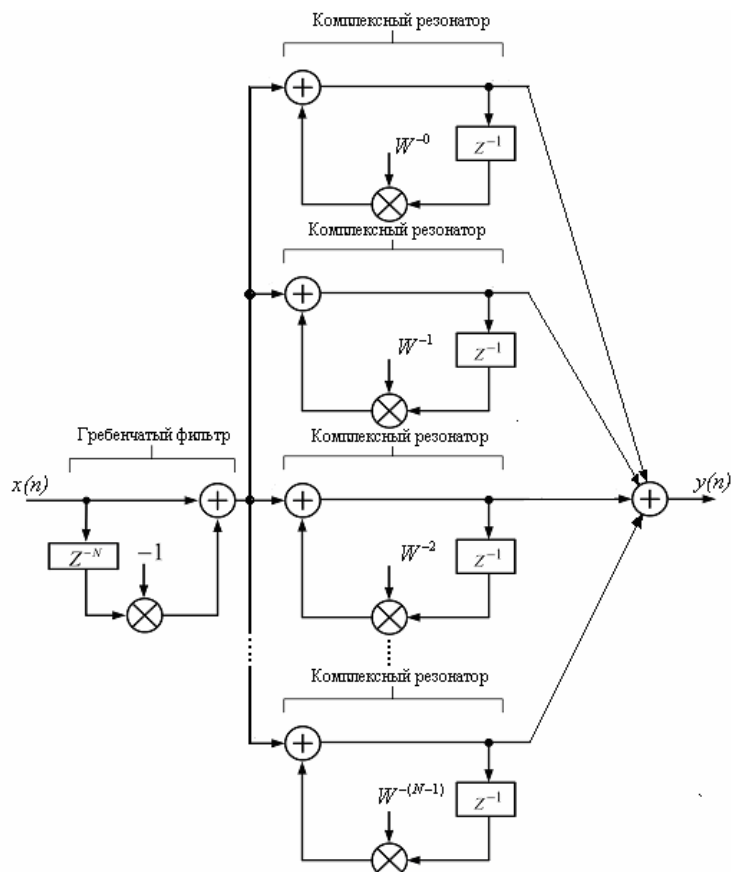 Комплексный резонатор
W⁻⁰
z⁻¹
Комплексный резонатор
W⁻¹
z⁻¹
Гребенчатый фильтр
Комплексный резонатор
x(n)
y(n)
Z⁻ᴺ
−1
W⁻²
z⁻¹
Комплексный резонатор
W⁻⁽ᴺ⁻¹⁾
z⁻¹